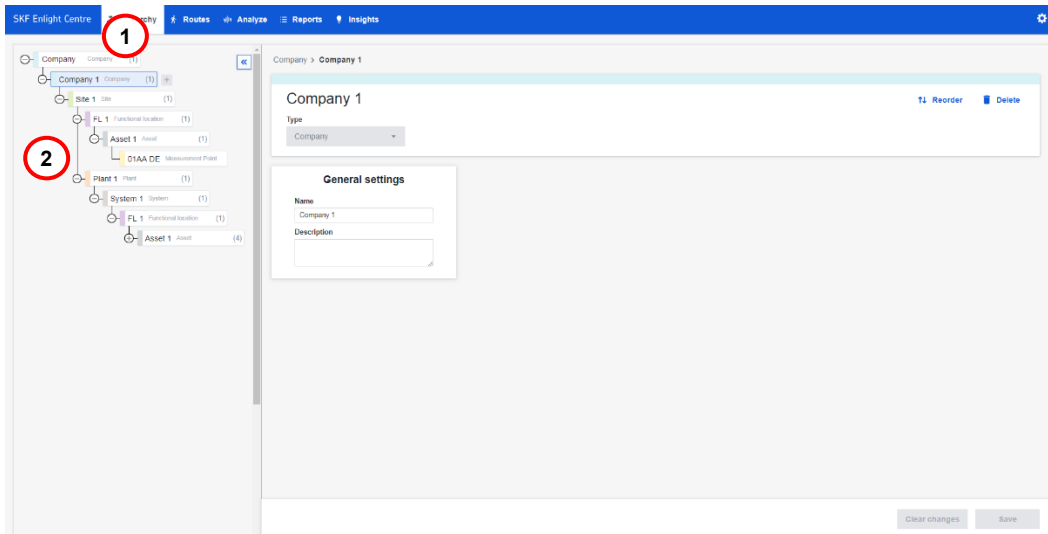 SKF Enlight Centre rchy Routes Analyze Reports Insights
1
Company Company (1)
Company 1 Company (1) +
Site 1 Site (1)
FL 1 Functional location (1)
Asset 1 Asset (1)
01AA DE Measurement Point
2
Plant 1 Plant (1)
System 1 System (1)
FL 1 Functional location (1)
Asset 1 Asset (4)
Company > Company 1
Company 1
Reorder Delete
Type
Company
General settings
Name
Company 1
Description
Clear changes Save